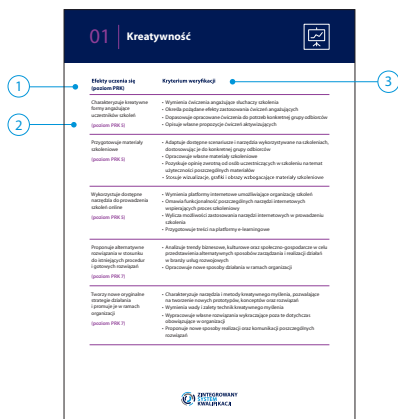 01 Kreatywność
1
2
3
Efekty uczenia się
(poziom PRK)
Kryterium weryfikacji
Charakteryzuje kreatywne
formy angażujące
uczestników szkoleń
(poziom PRK 5)
• Wymienia ćwiczenia angażujące słuchaczy szkolenia
• Określa pożądane efekty zastosowania ćwiczeń angażujących
• Dopasowuje opracowane ćwiczenia do potrzeb konkretnej grupy odbiorców
• Opisuje własne propozycje ćwiczeń aktywizujących
Przygotowuje materiały
szkoleniowe
(poziom PRK 5)
• Adaptuje dostępne scenariusze i narzędzia wykorzystywane na szkoleniach,
dostosowując je do konkretnej grupy odbiorców
• Opracowuje własne materiały szkoleniowe
• Pozyskuje opinię zwrotną od osób uczestniczących w szkoleniu na temat
użyteczności poszczególnych materiałów
• Stosuje wizualizacje, grafiki i obrazy wzbogacające materiały szkoleniowe
Wykorzystuje dostępne
narzędzia do prowadzenia
szkoleń online
(poziom PRK 5)
• Wymienia platformy internetowe umożliwiające organizację szkoleń
• Omawia funkcjonalność poszczególnych narzędzi internetowych
wspierających proces szkoleniowy
• Wylicza możliwości zastosowania narzędzi internetowych w prowadzeniu
szkolenia
• Przygotowuje treści na platformy e-learningowe
Proponuje alternatywne
rozwiązania w stosunku
do istniejących procedur
i gotowych rozwiązań
(poziom PRK 7)
• Analizuje trendy biznesowe, kulturowe oraz społeczno-gospodarcze w celu
przedstawienia alternatywnych sposobów zarządzania i realizacji działań
w branży usług rozwojowych
• Opracowuje nowe sposoby działania w ramach organizacji
Tworzy nowe oryginalne
strategie działania
i promuje je w ramach
organizacji
(poziom PRK 7)
• Charakteryzuje narzędzia i metody kreatywnego myślenia, pozwalające
na tworzenie nowych prototypów, konceptów oraz rozwiązań
• Wymienia wady i zalety technik kreatywnego myślenia
• Wypracowuje własne rozwiązania wykraczające poza te dotychczas
obowiązujące w organizacji
• Proponuje nowe sposoby realizacji oraz komunikacji poszczególnych
rozwiązań
ZINTEGROWANY
SYSTEM
KWALIFIKACJI